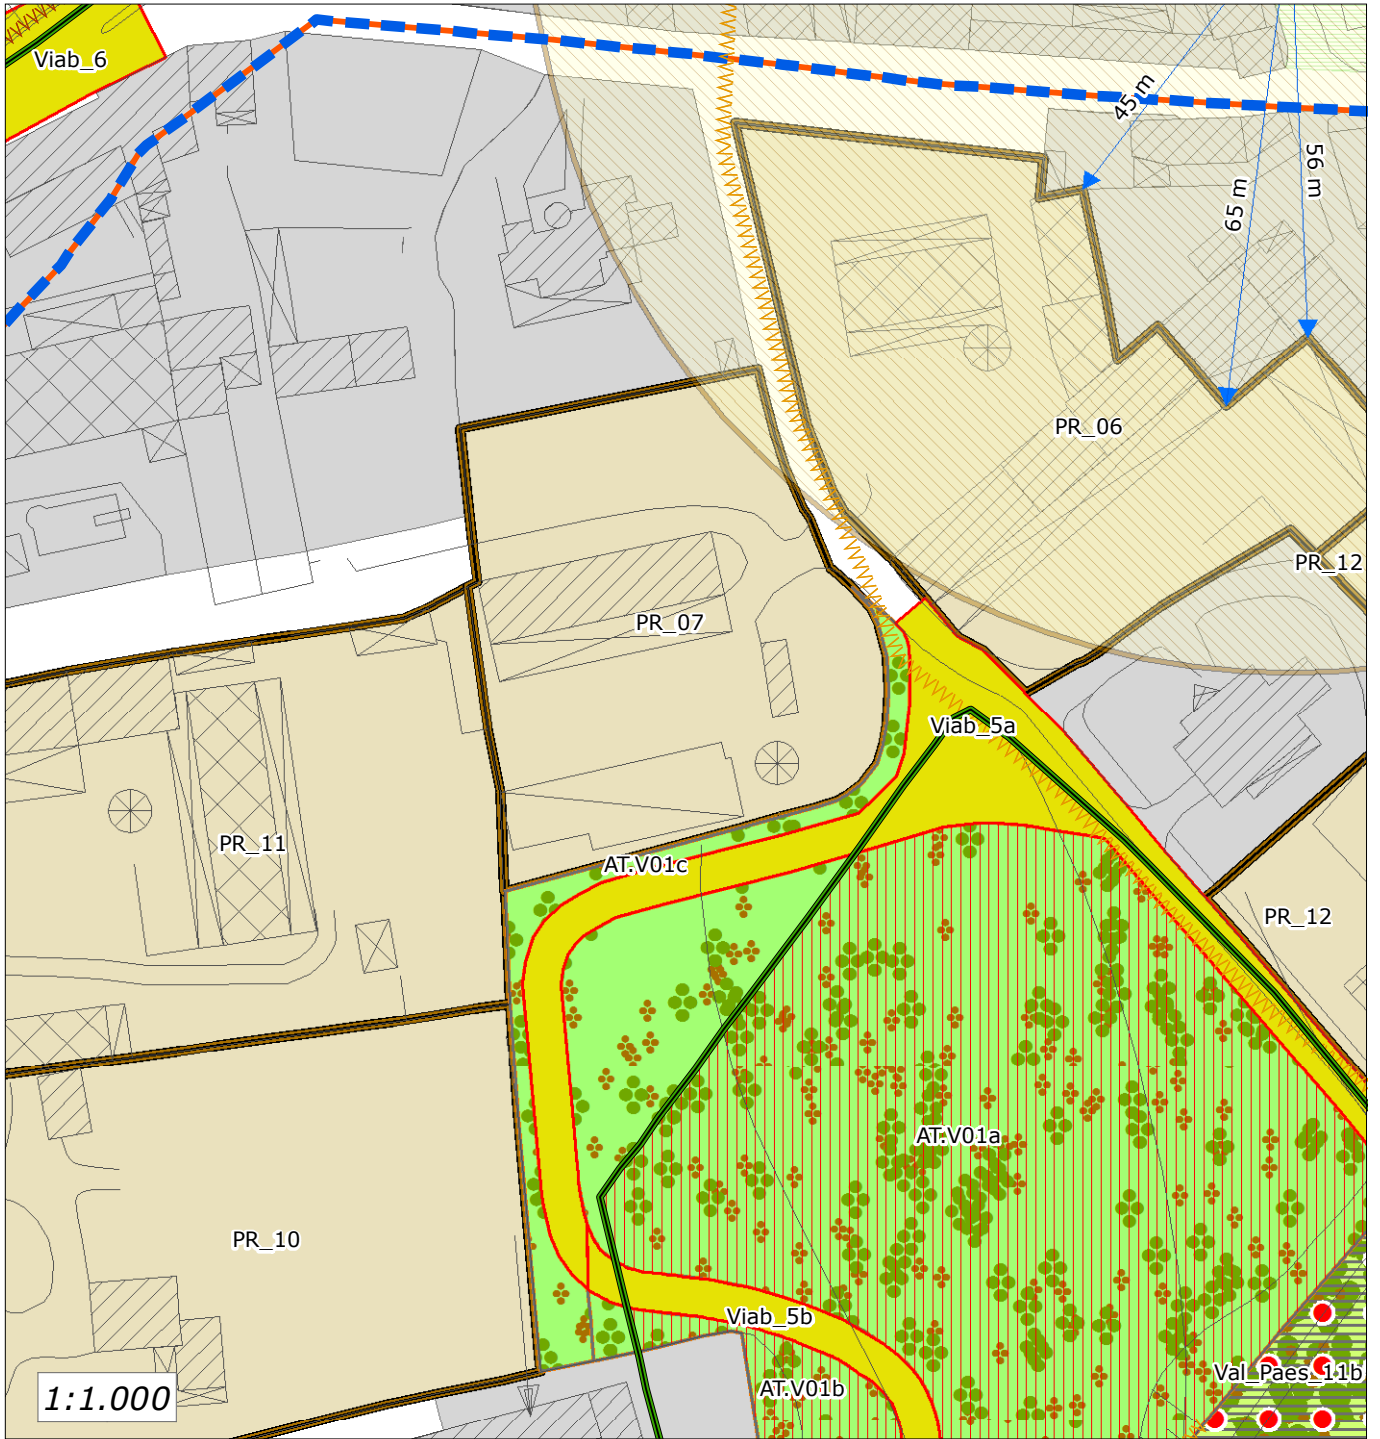 Viab_6
45 m
56 m
65 m
PR_06
PR_12
PR_07
Viab_5a
PR_11
AT.V01c
PR_12
AT.V01a
PR_10
Viab_5b
Val_Paes_11b
AT.V01b
1:1.000